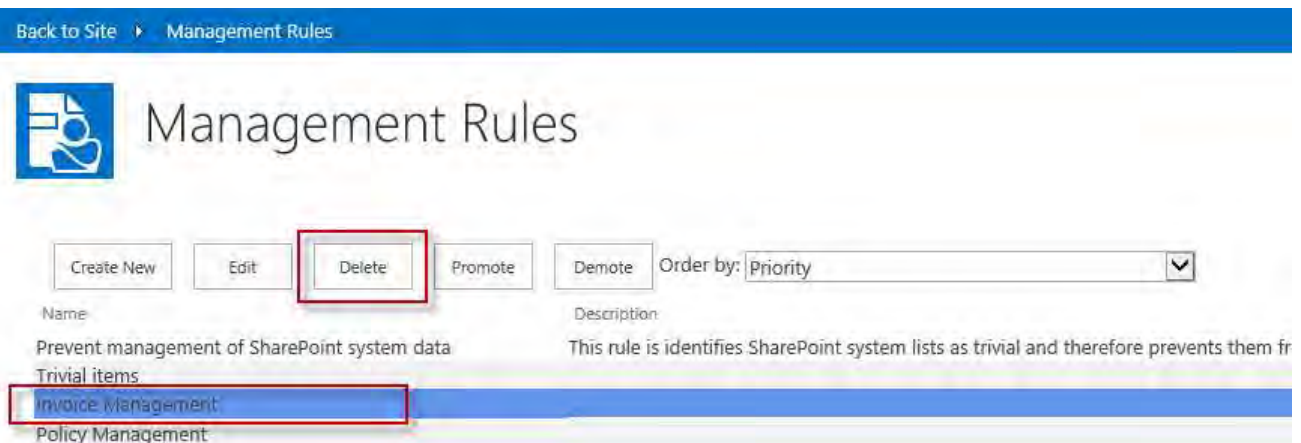 Back to Site Management Rules
Management Rules
Create New Edit Delete Promote Demote Order by: Priority
Name Description
Prevent management of SharePoint system data This rule is identifies SharePoint system lists as trivial and therefore prevents them fr
Trivial items
Invoice Management
Policy Management